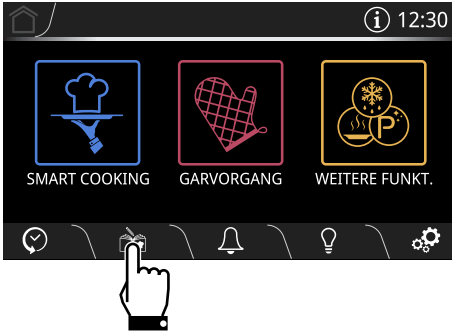 12:30
SMART COOKING
GARVORGANG
WEITERE FUNKT.
P